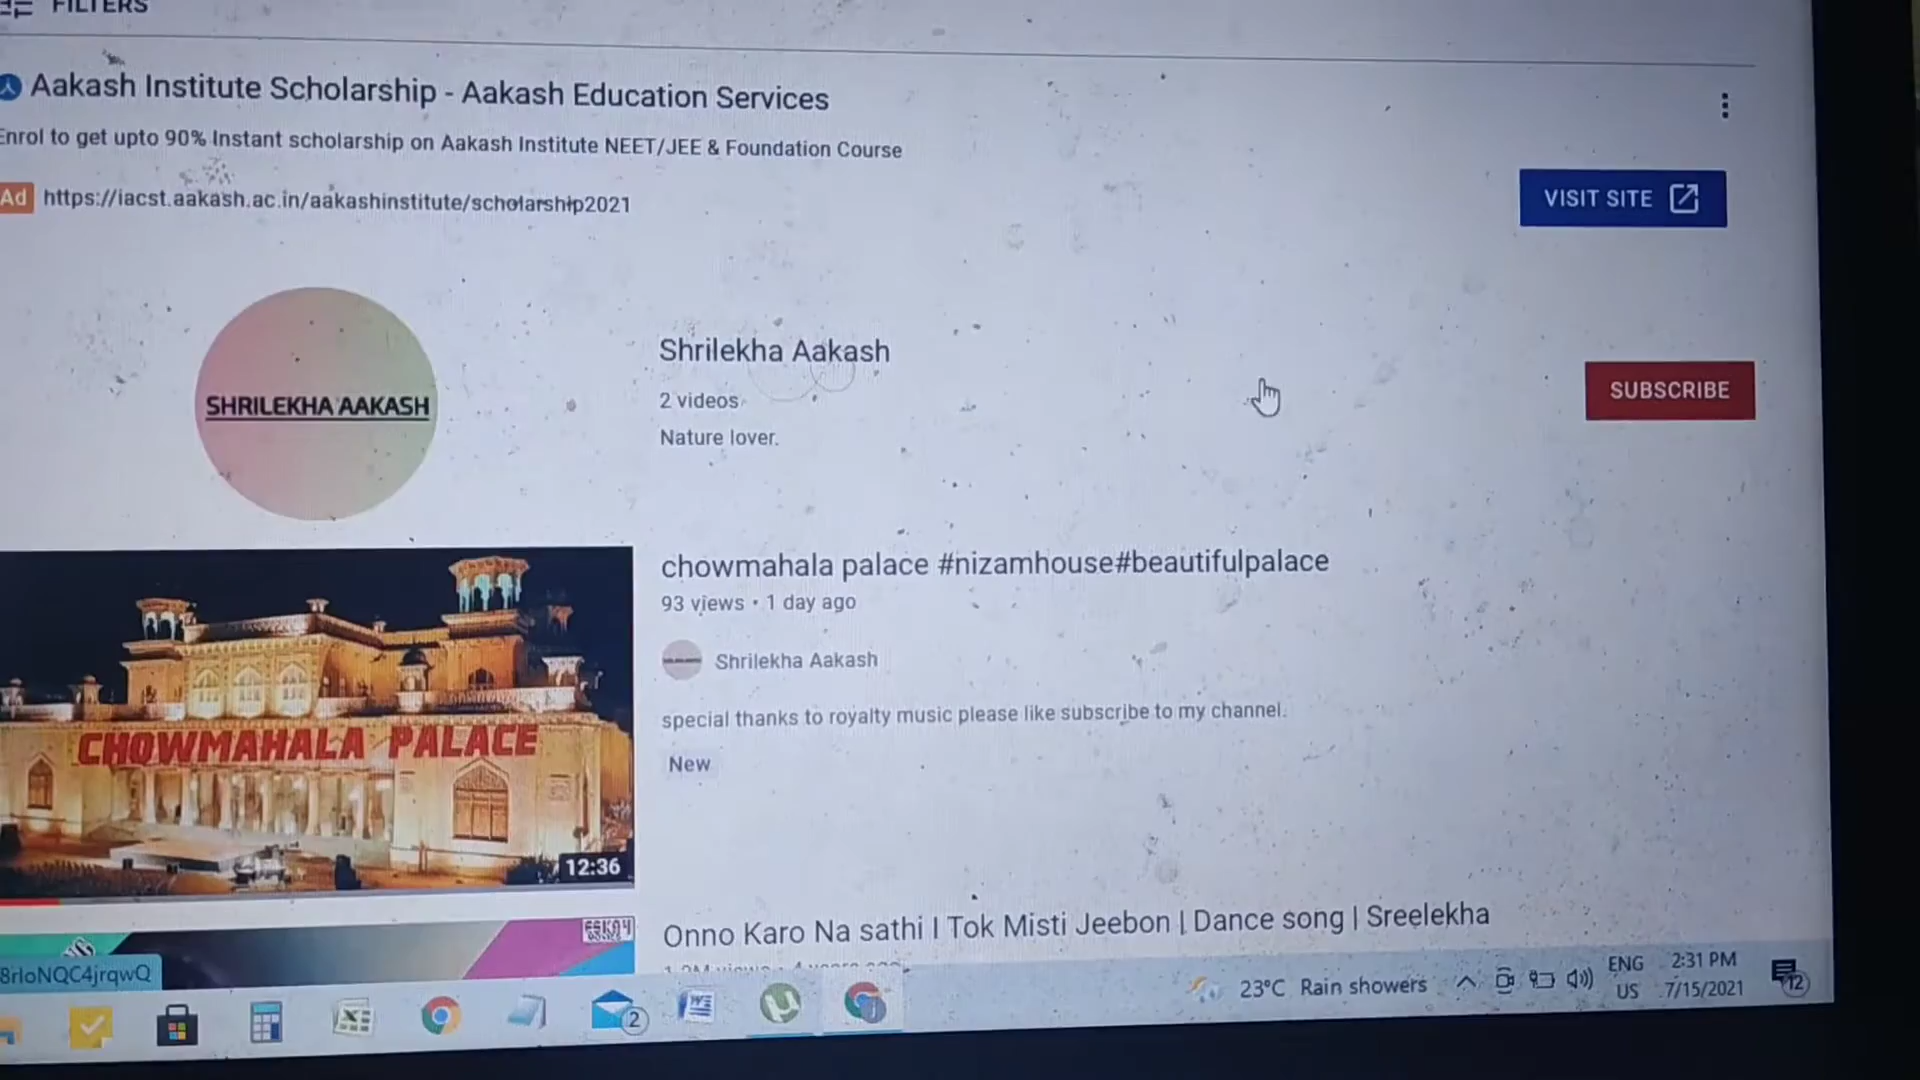 FILTERS
Aakash Institute Scholarship - Aakash Education Services
Enrol to get upto 90% Instant scholarship on Aakash Institute NEET/JEE & Foundation Course
Ad https://iacst.aakash.ac.in/aakashinstitute/scholarship2021
VISIT SITE
SHRILEKHA AAKASH
Shrilekha Aakash
2 videos
Nature lover.
SUBSCRIBE
CHOWMAHALA PALACE
12:36
chowmahala palace #nizamhouse#beautifulpalace
93 views • 1 day ago
Shrilekha Aakash
special thanks to royalty music please like subscribe to my channel.
New
ESKAY
Onno Karo Na sathi I Tok Misti Jeebon | Dance song | Sreelekha
8rIoNQC4jrqwQ
2
23°C Rain showers
ENG
US
2:31 PM
7/15/2021
12